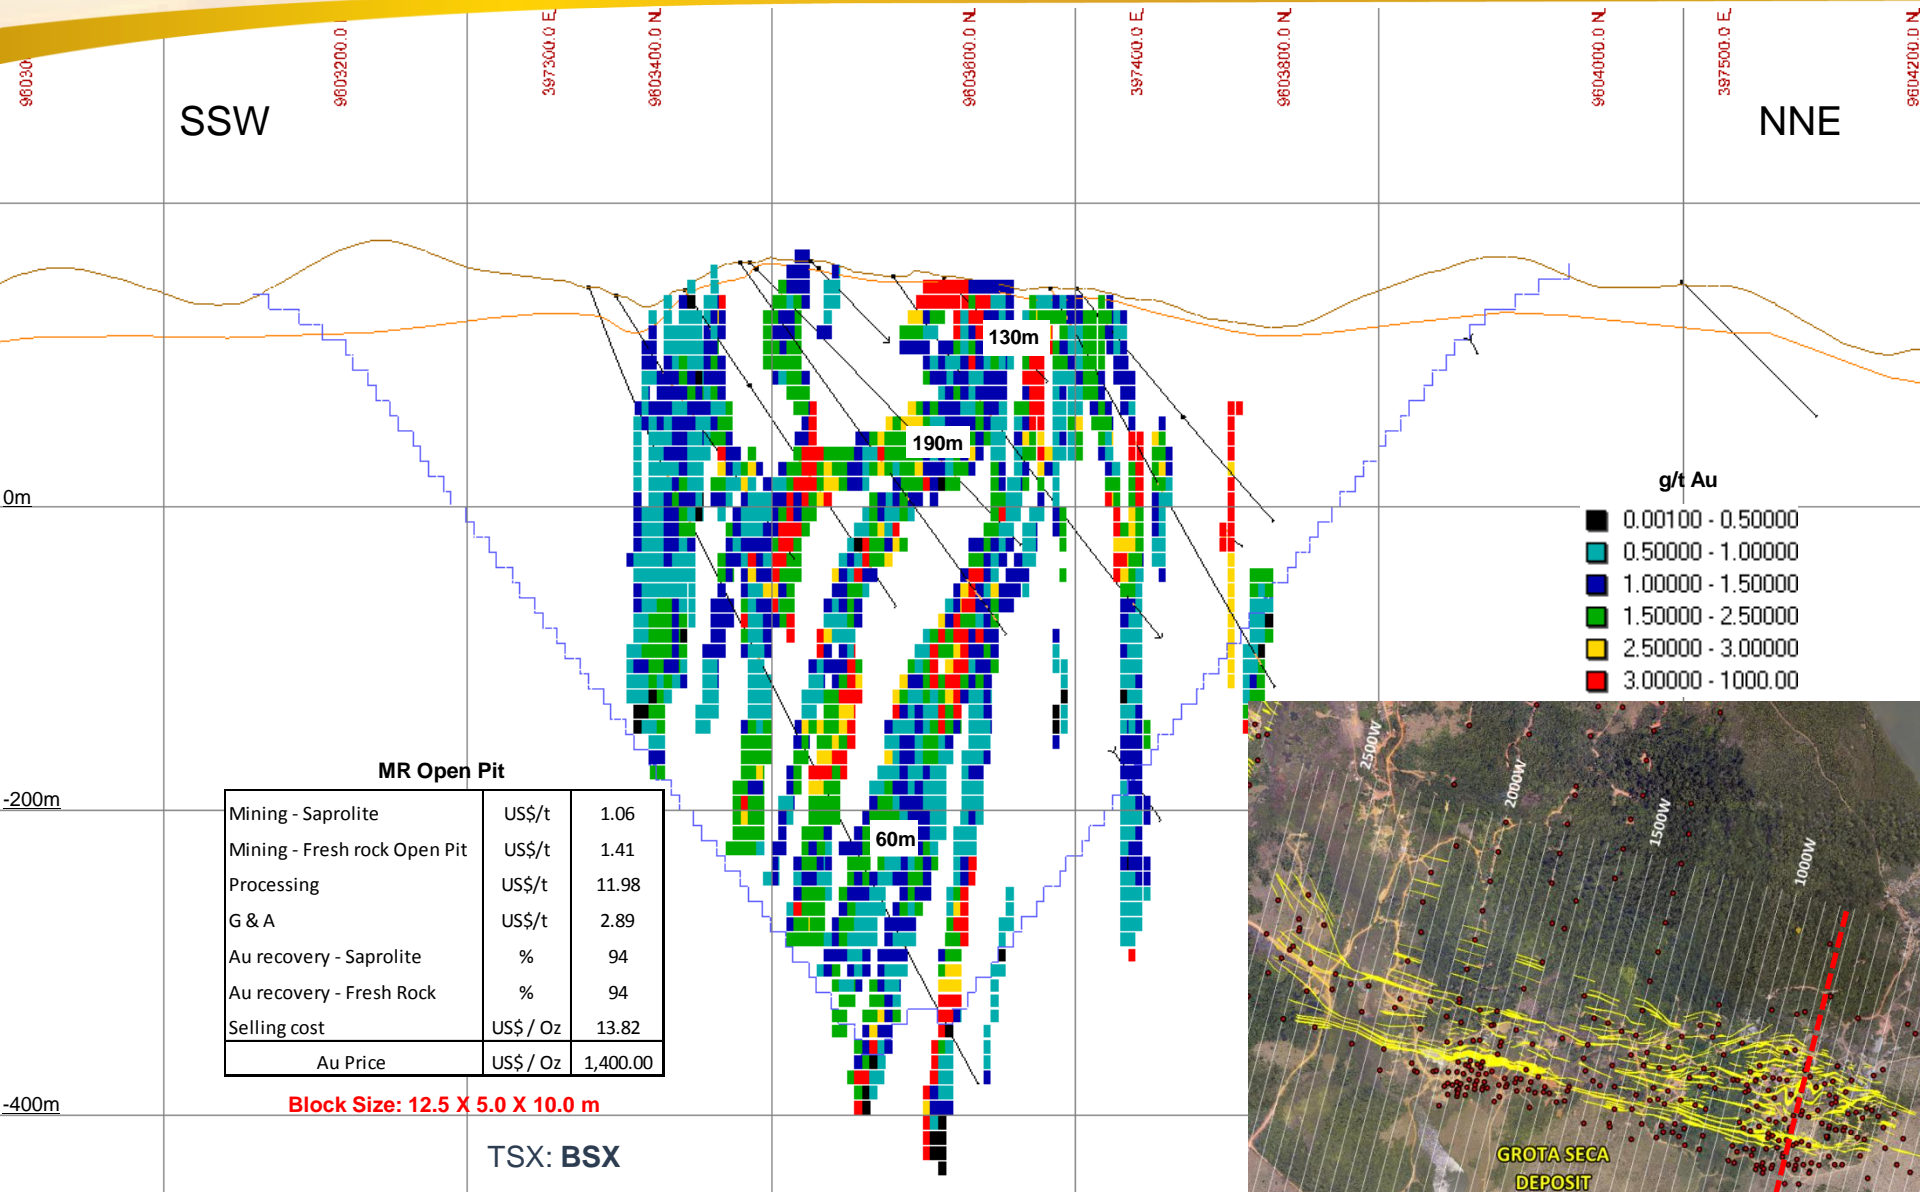 9603200.0 N
397300.0 E
9603400.0 N
9603600.0 N
397400.0 E
9603800.0 N
9604000.0 N
397500.0 E
9604200.0 N
SSW
NNE
130m
190m
0m
g/t Au
0.00100 - 0.50000
0.50000 - 1.00000
1.00000 - 1.50000
1.50000 - 2.50000
2.50000 - 3.00000
3.00000 - 1000.00
-200m
60m
MR Open Pit
Mining - Saprolite US$/t 1.06
Mining - Fresh rock Open Pit US$/t 1.41
Processing US$/t 11.98
G & A US$/t 2.89
Au recovery - Saprolite % 94
Au recovery - Fresh Rock % 94
Selling cost US$ / Oz 13.82
Au Price US$ / Oz 1,400.00
Block Size: 12.5 X 5.0 X 10.0 m
-400m
TSX: BSX
2500W
2000W
1500W
1000W
GROTA SECA
DEPOSIT